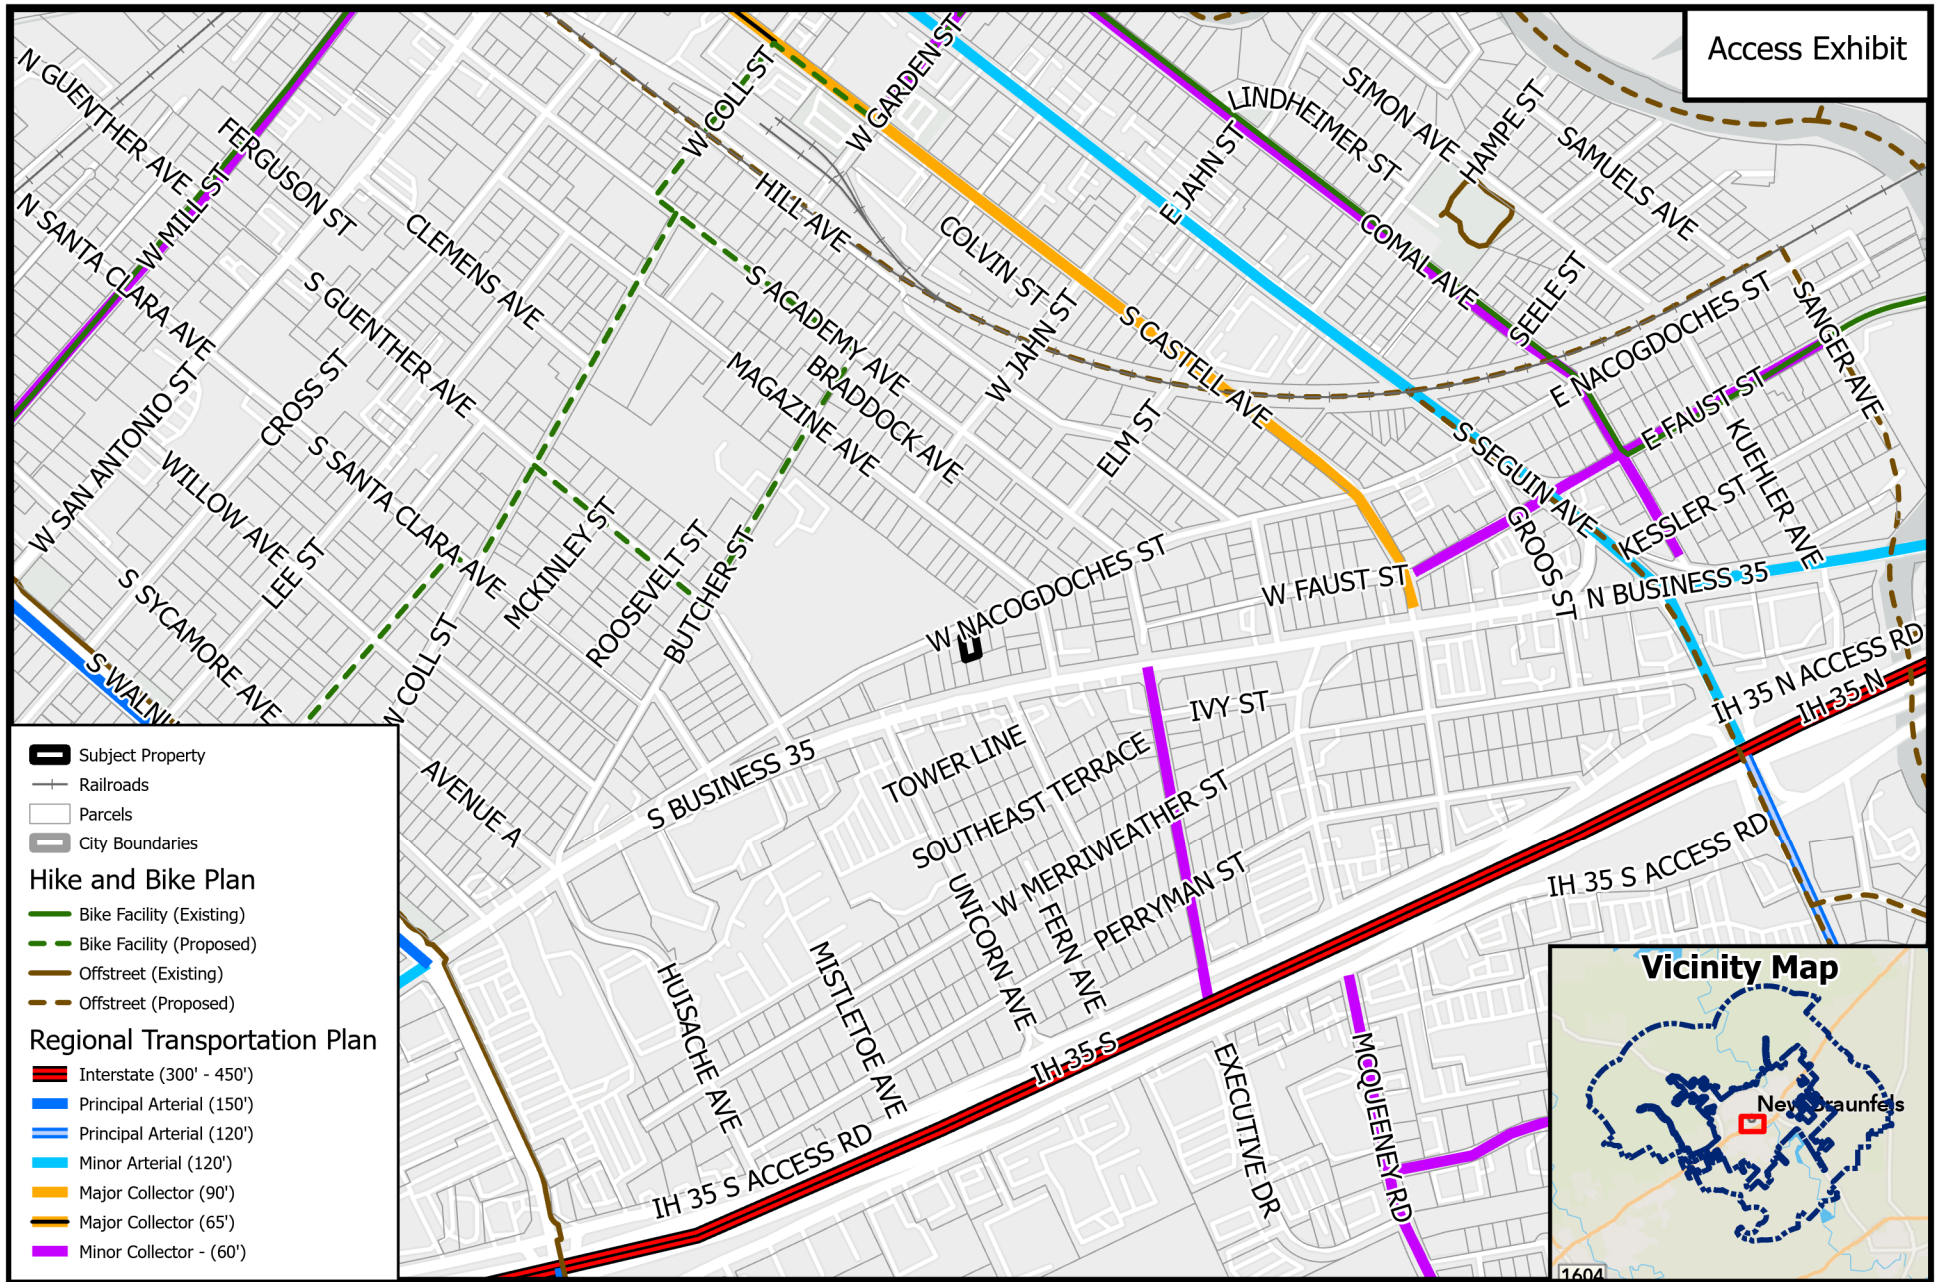 Access Exhibit
N GUENTHER AVE
FERGUSON ST
W MILL ST
N SANTA CLARA AVE
CLEMENS AVE
S GUENTHER AVE
W SAN ANTONIO ST
CROSS ST
WILLOW AVE
LEE ST
S SANTA CLARA AVE
S SYCAMORE AVE
MCKINLEY ST
ROOSEVELT ST
BUTCHER ST
W COLL ST
W COLL ST
HILL AVE
W GARDEN ST
S ACADEMY AVE
BRADDOCK AVE
MAGAZINE AVE
COLVIN ST
W JAHN ST
ELM ST
E JAHN ST
S CASTELL AVE
LINDHEIMER ST
SIMON AVE
HAMPE ST
SAMUELS AVE
COMAL AVE
SEELE ST
E NACOGDOCHES ST
SANGER AVE
E FAUST ST
KUEHLER AVE
KESSLER ST
S SEGUIN AVE
GROOS ST
N BUSINESS 35
W FAUST ST
W NACOGDOCHES ST
IVY ST
IH 35 N ACCESS RD
IH 35 N
S WALNU
AVENUE A
S BUSINESS 35
TOWER LINE
SOUTHEAST TERRACE
W MERRIWEATHER ST
PERRYMAN ST
UNICORN AVE
FERN AVE
MISTLETOE AVE
HUISACHE AVE
IH 35 S
IH 35 S ACCESS RD
IH 35 S ACCESS RD
EXECUTIVE DR
MCQUEENEY RD
Subject Property
Railroads
Parcels
City Boundaries
Hike and Bike Plan
Bike Facility (Existing)
Bike Facility (Proposed)
Offstreet (Existing)
Offstreet (Proposed)
Regional Transportation Plan
Interstate (300' - 450')
Principal Arterial (150')
Principal Arterial (120')
Minor Arterial (120')
Major Collector (90')
Major Collector (65')
Minor Collector - (60')
Vicinity Map
New Braunfels
1604